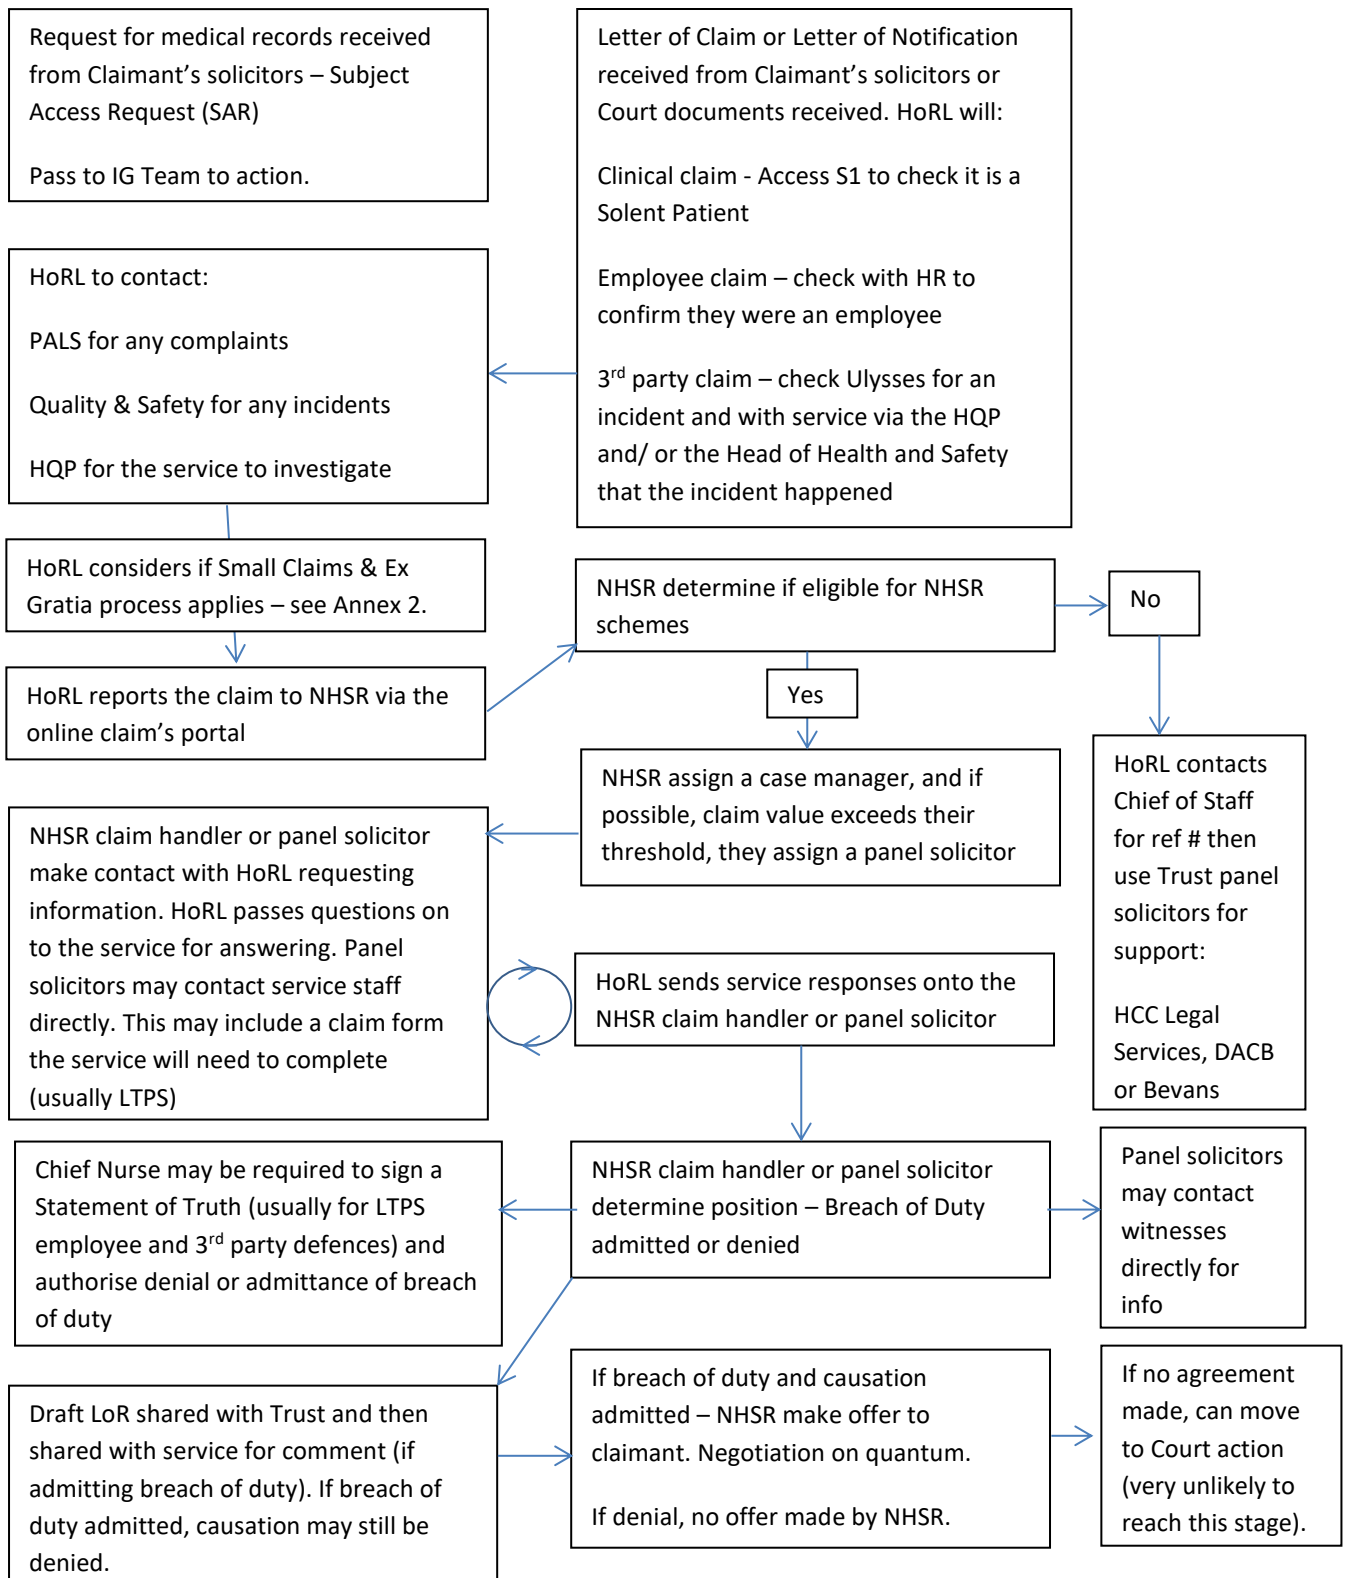 Request for medical records received
from Claimant’s solicitors – Subject
Access Request (SAR)
Pass to IG Team to action.
Letter of Claim or Letter of Notification
received from Claimant’s solicitors or
Court documents received. HoRL will:
Clinical claim - Access S1 to check it is a
Solent Patient
Employee claim – check with HR to
confirm they were an employee
3rd party claim – check Ulysses for an
incident and with service via the HQP
and/ or the Head of Health and Safety
that the incident happened
HoRL to contact:
PALS for any complaints
Quality & Safety for any incidents
HQP for the service to investigate
HoRL considers if Small Claims & Ex
Gratia process applies – see Annex 2.
HoRL reports the claim to NHSR via the
online claim’s portal
NHSR determine if eligible for NHSR
schemes
No
Yes
HoRL contacts
Chief of Staff
for ref # then
use Trust panel
solicitors for
support:
HCC Legal
Services, DACB
or Bevans
NHSR assign a case manager, and if
possible, claim value exceeds their
threshold, they assign a panel solicitor
NHSR claim handler or panel solicitor
make contact with HoRL requesting
information. HoRL passes questions on
to the service for answering. Panel
solicitors may contact service staff
directly. This may include a claim form
the service will need to complete
(usually LTPS)
HoRL sends service responses onto the
NHSR claim handler or panel solicitor
NHSR claim handler or panel solicitor
determine position – Breach of Duty
admitted or denied
Chief Nurse may be required to sign a
Statement of Truth (usually for LTPS
employee and 3rd party defences) and
authorise denial or admittance of breach
of duty
Panel solicitors
may contact
witnesses
directly for
info
Draft LoR shared with Trust and then
shared with service for comment (if
admitting breach of duty). If breach of
duty admitted, causation may still be
denied.
If breach of duty and causation
admitted – NHSR make offer to
claimant. Negotiation on quantum.
If denial, no offer made by NHSR.
If no agreement
made, can move
to Court action
(very unlikely to
reach this stage).